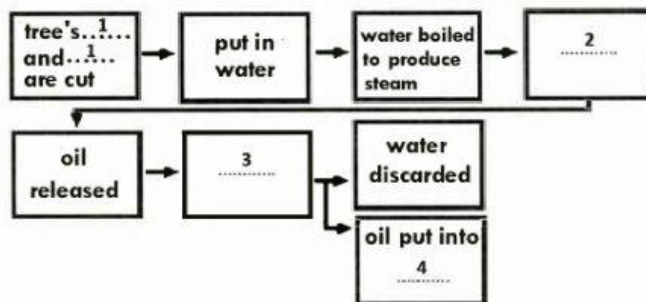 tree's..1....
and..1...
are cut
put in
water
water boiled
to produce
steam
2
..............
oil
released
3
..............
water
discarded
oil put into
4
..............